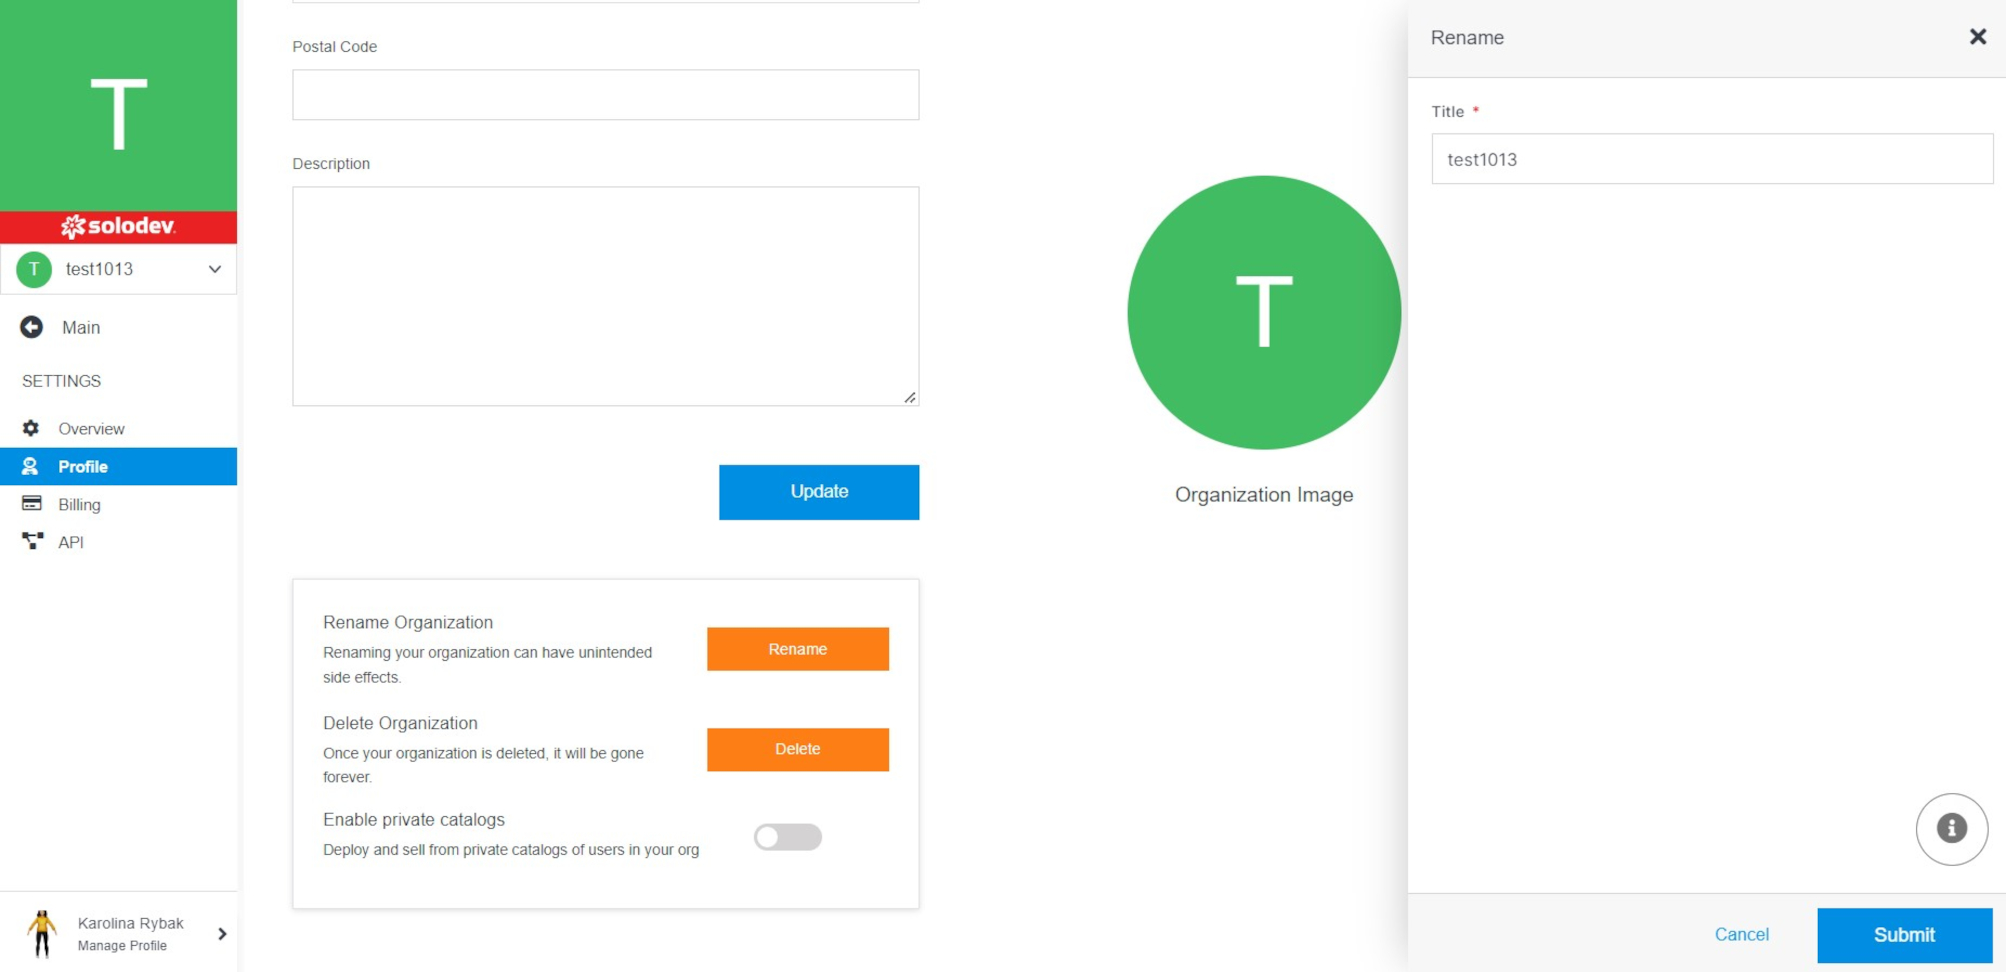 T
solodev
T
test1013
Main
SETTINGS
Overview
Profile
Billing
API
Karolina Rybak
Manage Profile
Postal Code
Description
Update
Rename Organization
Renaming your organization can have unintended
side effects.
Rename
Delete Organization
Once your organization is deleted, it will be gone
forever.
Delete
Enable private catalogs
Deploy and sell from private catalogs of users in your org
T
Organization Image
Rename
Title *
test1013
Cancel
Submit